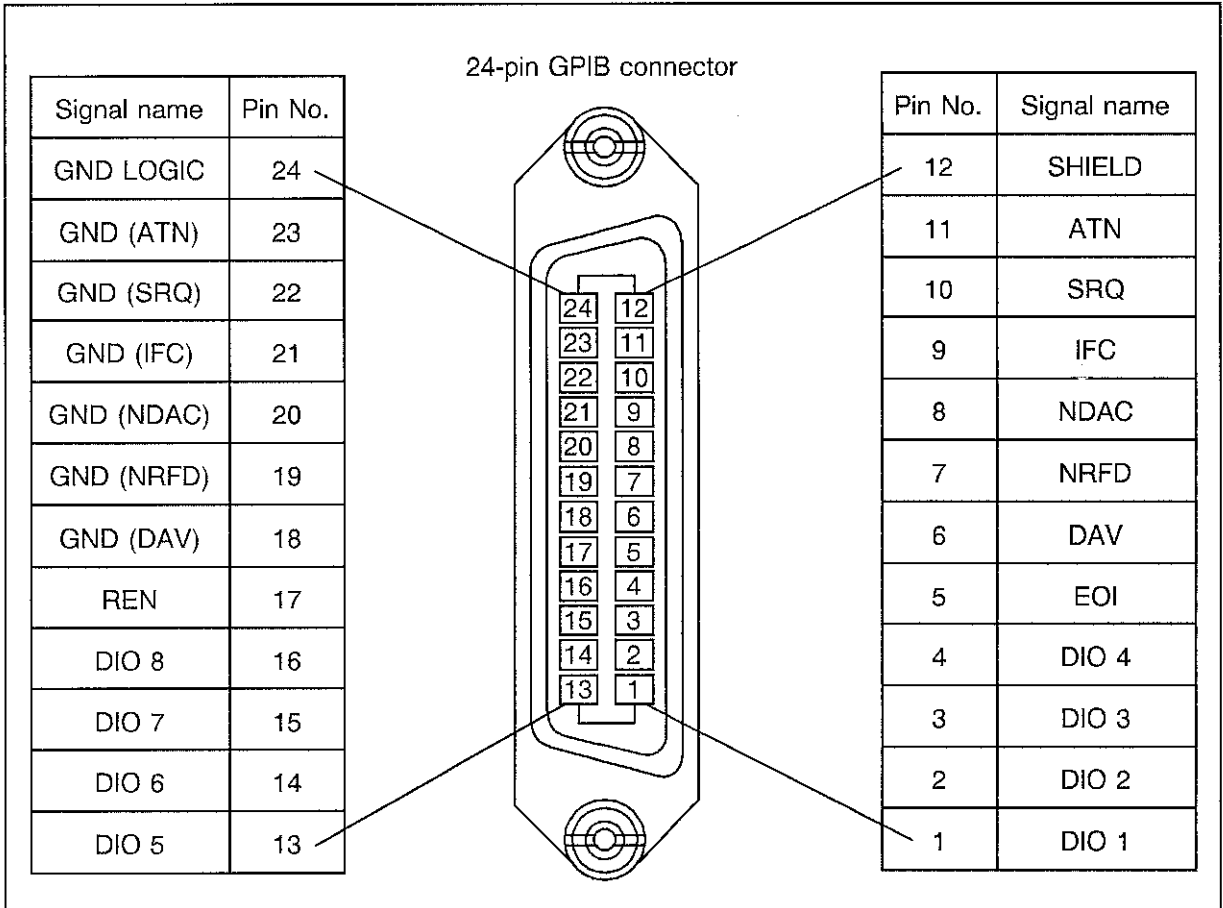 24-pin GPIB connector
Signal name Pin No.
GND LOGIC 24
GND (ATN) 23
GND (SRQ) 22
GND (IFC) 21
GND (NDAC) 20
GND (NRFD) 19
GND (DAV) 18
REN 17
DIO 8 16
DIO 7 15
DIO 6 14
DIO 5 13
24 12
23 11
22 10
21 9
20 8
19 7
18 6
17 5
16 4
15 3
14 2
13 1
Pin No. Signal name
12 SHIELD
11 ATN
10 SRQ
9 IFC
8 NDAC
7 NRFD
6 DAV
5 EOI
4 DIO 4
3 DIO 3
2 DIO 2
1 DIO 1